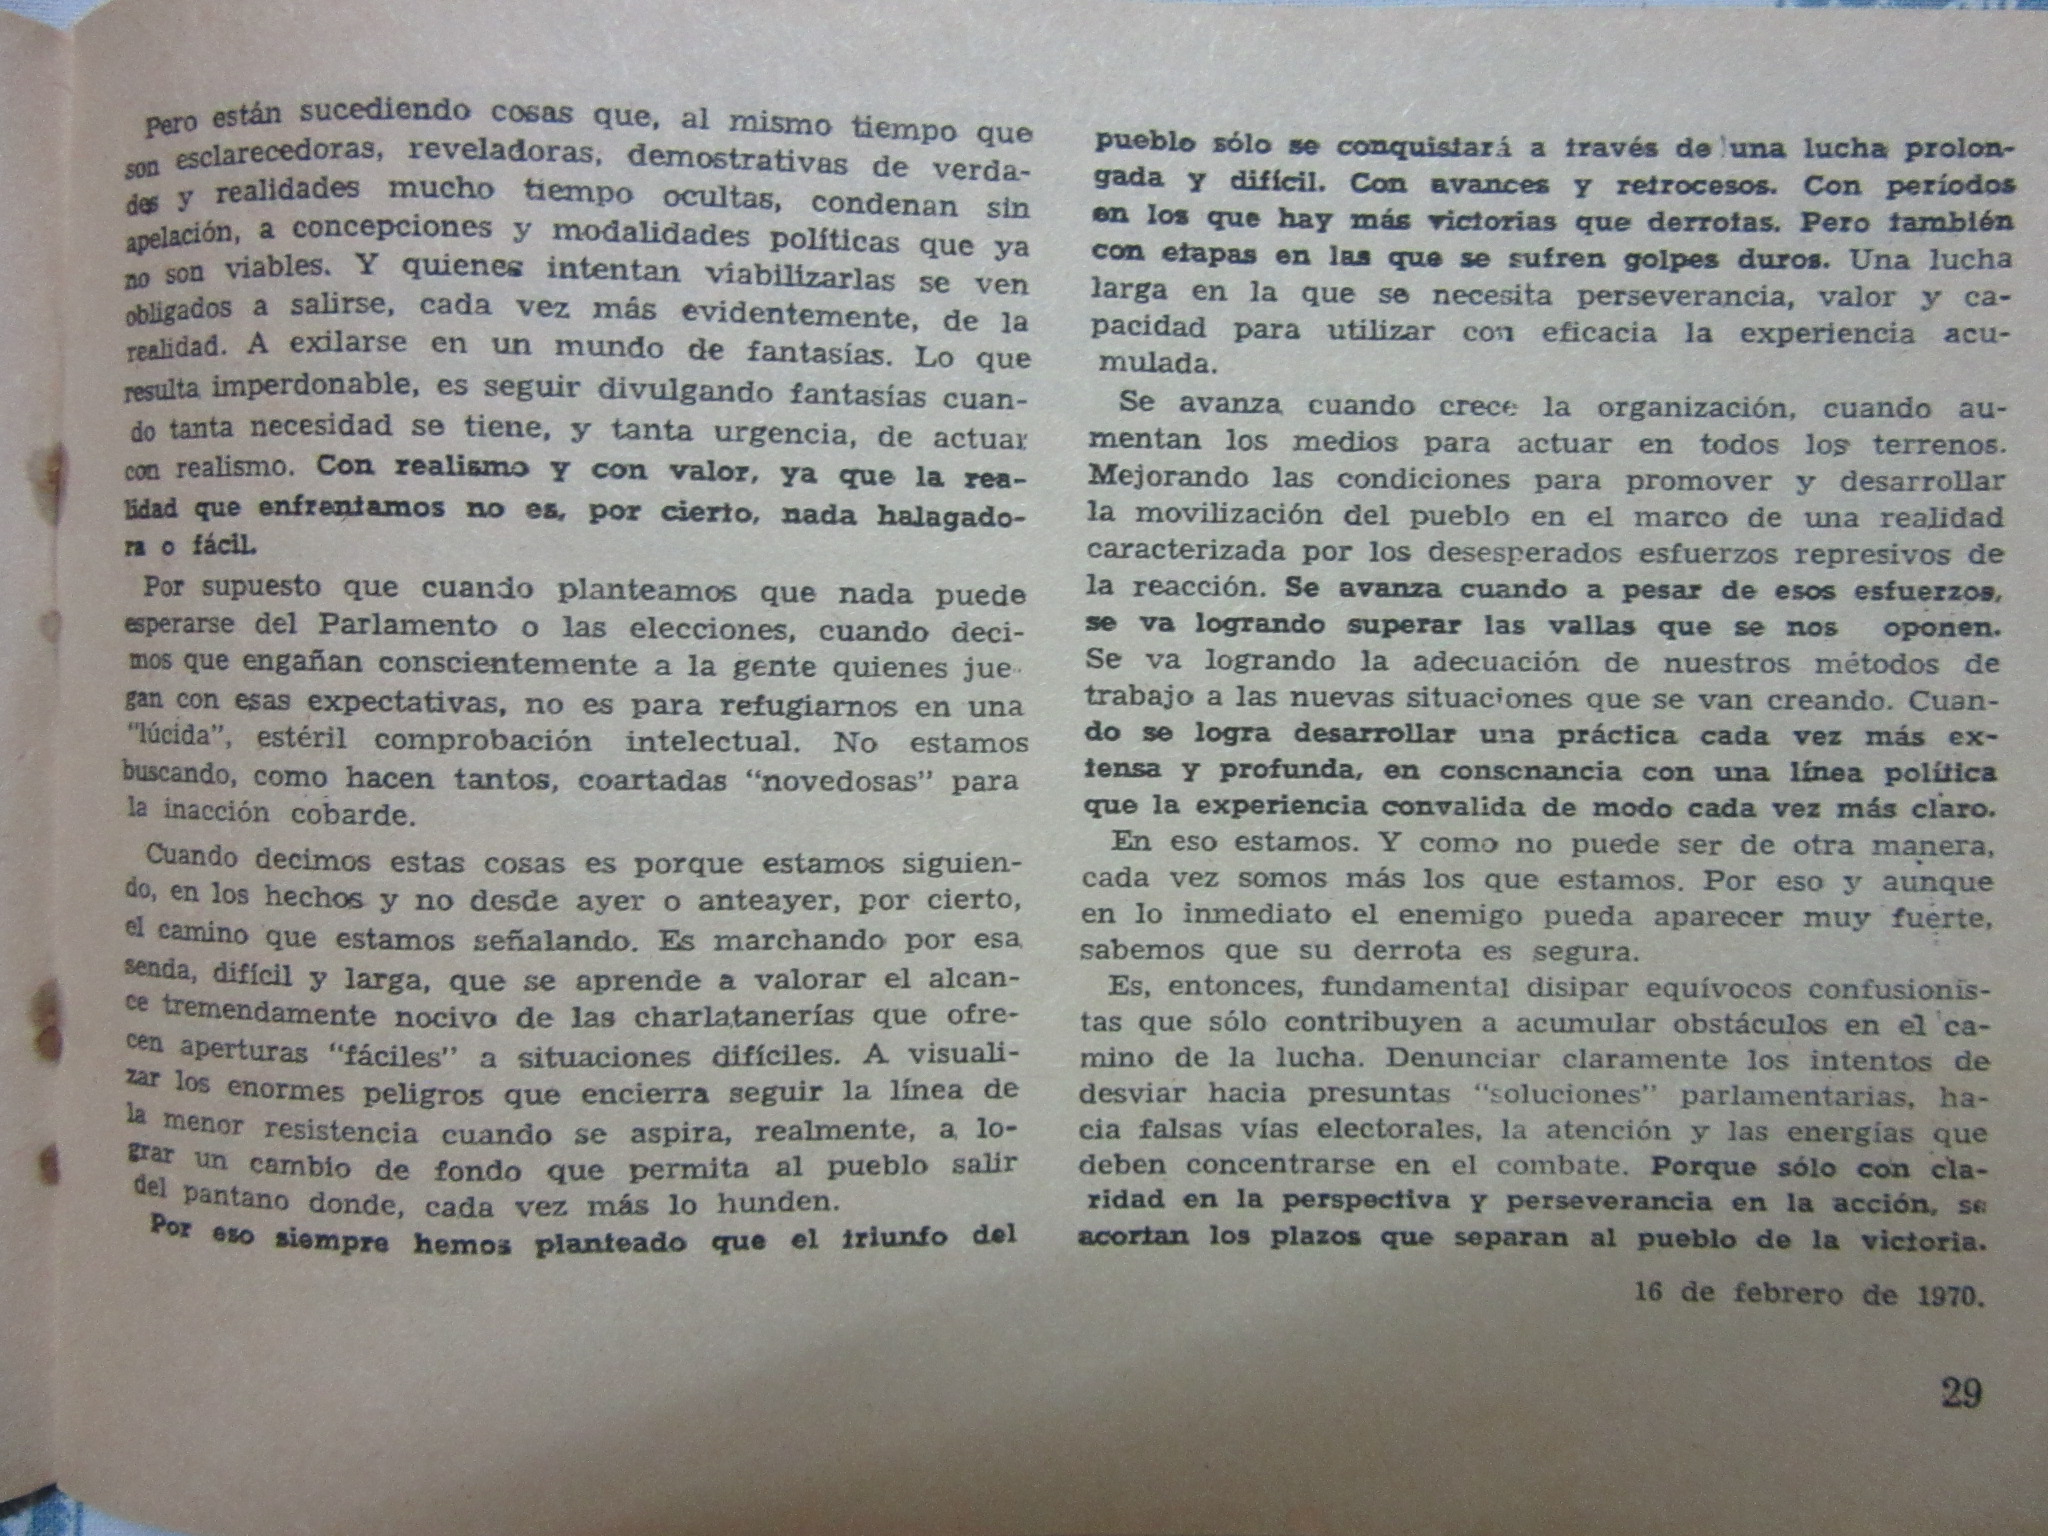 Pero están sucediendo cosas que, al mismo tiempo que
son esclarecedoras, reveladoras, demostrativas de verda-
des y realidades mucho tiempo ocultas, condenan sin
apelación, a concepciones y modalidades políticas que ya
no son viables. Y quienes intentan viabilizarlas se ven
obligados a salirse, cada vez más evidentemente, de la
realidad. A exilarse en un mundo de fantasías. Lo que
resulta imperdonable, es seguir divulgando fantasías cuan-
do tanta necesidad se tiene, y tanta urgencia, de actuar
con realismo. Con realismo y con valor, ya que la rea-
lidad que enfrentamos no es, por cierto, nada halagado-
ra o fácil.
Por supuesto que cuando planteamos que nada puede
esperarse del Parlamento o las elecciones, cuando deci-
mos que engañan conscientemente a la gente quienes jue-
gan con esas expectativas, no es para refugiarnos en una
"lúcida", estéril comprobación intelectual. No estamos
buscando, como hacen tantos, coartadas "novedosas" para
la inacción cobarde.
Cuando decimos estas cosas es porque estamos siguien-
do, en los hechos y no desde ayer o anteayer, por cierto,
el camino que estamos señalando. Es marchando por esa
senda, difícil y larga, que se aprende a valorar el alcan-
ce tremendamente nocivo de las charlatanerías que ofre-
cen aperturas "fáciles" a situaciones difíciles. A visuali-
zar los enormes peligros que encierra seguir la línea de
la menor resistencia cuando se aspira, realmente, a lo-
grar un cambio de fondo que permita al pueblo salir
del pantano donde, cada vez más lo hunden.
Por eso siempre hemos planteado que el triunfo del
pueblo sólo se conquistará a través de una lucha prolon-
gada y difícil. Con avances y retrocesos. Con períodos
en los que hay más victorias que derrotas. Pero también
con etapas en las que se sufren golpes duros. Una lucha
larga en la que se necesita perseverancia, valor y ca-
pacidad para utilizar con eficacia la experiencia acu-
mulada.
Se avanza cuando crece la organización, cuando au-
mentan los medios para actuar en todos los terrenos.
Mejorando las condiciones para promover y desarrollar
la movilización del pueblo en el marco de una realidad
caracterizada por los desesperados esfuerzos represivos de
la reacción. Se avanza cuando a pesar de esos esfuerzos,
se va logrando superar las vallas que se nos oponen.
Se va logrando la adecuación de nuestros métodos de
trabajo a las nuevas situaciones que se van creando. Cuan-
do se logra desarrollar una práctica cada vez más ex-
tensa y profunda, en consonancia con una línea política
que la experiencia convalida de modo cada vez más claro.
En eso estamos. Y como no puede ser de otra manera,
cada vez somos más los que estamos. Por eso y aunque
en lo inmediato el enemigo pueda aparecer muy fuerte,
sabemos que su derrota es segura.
Es, entonces, fundamental disipar equívocos confusionis-
tas que sólo contribuyen a acumular obstáculos en el ca-
mino de la lucha. Denunciar claramente los intentos de
desviar hacia presuntas "soluciones" parlamentarias, ha-
cia falsas vías electorales, la atención y las energías que
deben concentrarse en el combate. Porque sólo con cla-
ridad en la perspectiva y perseverancia en la acción, se
acortan los plazos que separan al pueblo de la victoria.
16 de febrero de 1970.
29